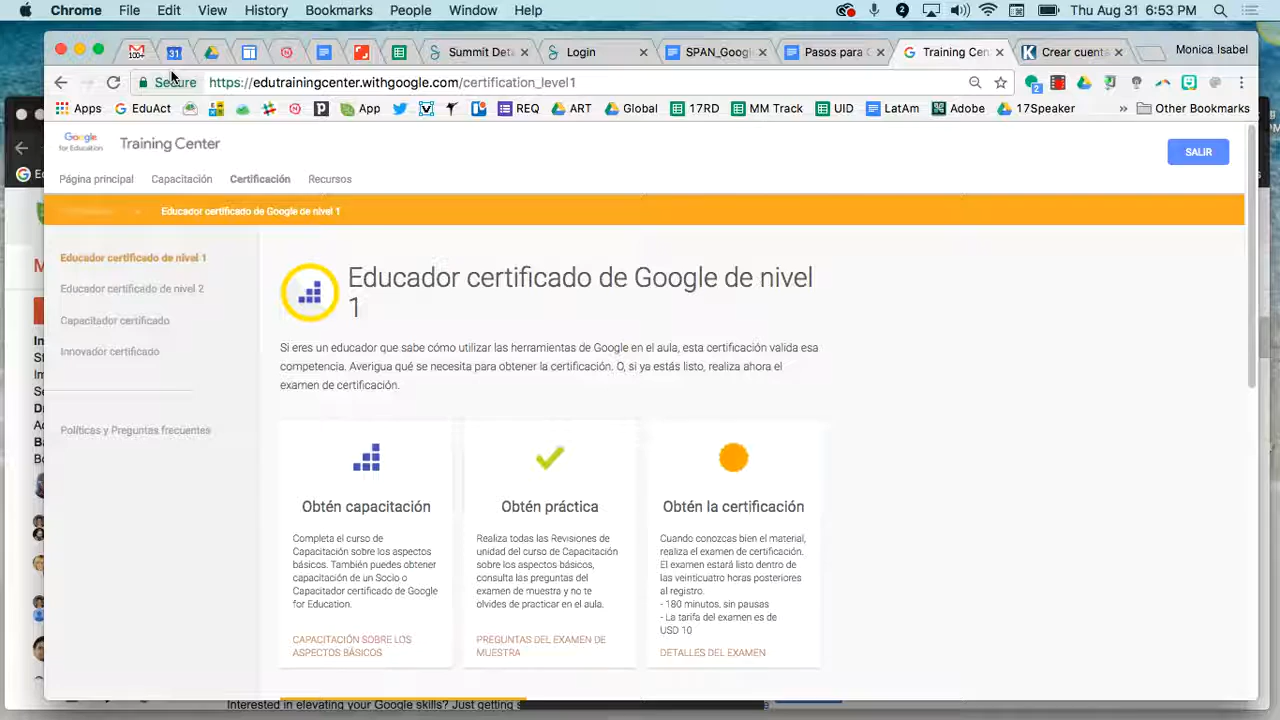 Chrome File Edit View History Bookmarks People Window Help
2 Thu Aug 31 6:53 PM
100+ 31 Summit Det Login SPAN_Googl Pasos para Training Cen Crear cuenta Monica Isabel
Secure https://edutrainingcenter.withgoogle.com/certification_level1
Apps EduAct App REQ ART Global 17RD MM Track UID LatAm Adobe 17Speaker » Other Bookmarks
Google for Education
Training Center
SALIR
Página principal Capacitación Certificación Recursos
Educador certificado de Google de nivel 1
Educador certificado de nivel 1
Educador certificado de nivel 2
Capacitador certificado
Innovador certificado
Políticas y Preguntas frecuentes
Educador certificado de Google de nivel
1
Si eres un educador que sabe cómo utilizar las herramientas de Google en el aula, esta certificación valida esa
competencia. Averigua qué se necesita para obtener la certificación. O, si ya estás listo, realiza ahora el
examen de certificación.
Obtén capacitación
Completa el curso de
Capacitación sobre los aspectos
básicos. También puedes obtener
capacitación de un Socio o
Capacitador certificado de Google
for Education.
CAPACITACIÓN SOBRE LOS
ASPECTOS BÁSICOS
Obtén práctica
Realiza todas las Revisiones de
unidad del curso de Capacitación
sobre los aspectos básicos,
consulta las preguntas del
examen de muestra y no te
olvides de practicar en el aula.
PREGUNTAS DEL EXAMEN DE
MUESTRA
Obtén la certificación
Cuando conozcas bien el material,
realiza el examen de certificación.
El examen estará listo dentro de
las veinticuatro horas posteriores
al registro.
- 180 minutos, sin pausas
- La tarifa del examen es de
USD 10
DETALLES DEL EXAMEN
Interested in elevating your Google skills? Just getting